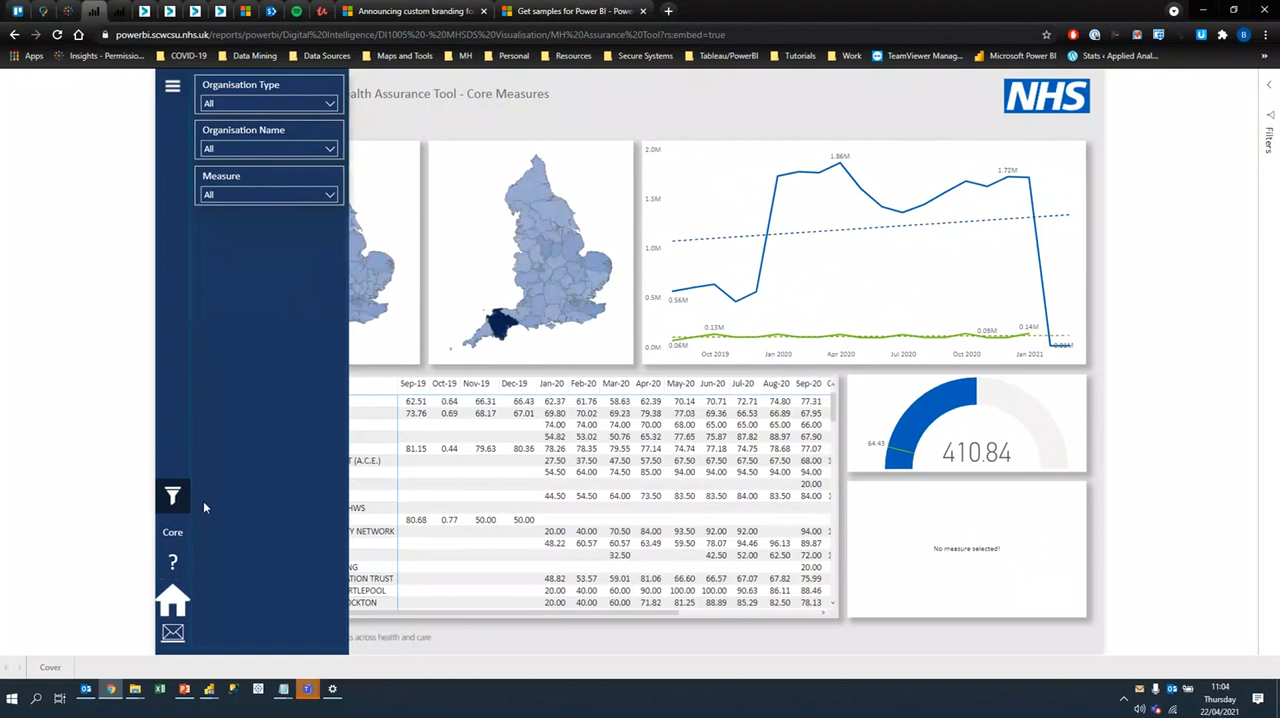 Announcing custom branding fo
Get samples for Power BI - Powe
powerbi.scwcsu.nhs.uk/reports/powerbi/Digital%20Intelligence/DI1005%20-%20MHSDS%20Visualisation/MH%20Assurance%20Tool?rs:embed=true
Apps
Insights - Permissio...
COVID-19
Data Mining
Data Sources
Maps and Tools
MH
Personal
Resources
Secure Systems
Tableau/PowerBI
Tutorials
Work
TeamViewer Manag...
Microsoft Power BI
Stats ‹ Applied Anal...
Organisation Type
All
Organisation Name
All
Measure
All
ealth Assurance Tool - Core Measures
NHS
Filters
2.0M
1.5M
1.0M
0.5M
0.0M
1.86M
1.72M
0.56M
0.13M
0.06M
0.09M
0.14M
0.01M
Oct 2019 Jan 2020 Apr 2020 Jul 2020 Oct 2020 Jan 2021
Sep-19 Oct-19 Nov-19 Dec-19 Jan-20 Feb-20 Mar-20 Apr-20 May-20 Jun-20 Jul-20 Aug-20 Sep-20
62.51 0.64 66.31 66.43 62.37 61.76 58.63 62.39 70.14 70.71 72.71 74.80 77.31
73.76 0.69 68.17 67.01 69.80 70.02 69.23 79.38 77.03 69.36 66.53 66.89 67.95
74.00 74.00 74.00 70.00 68.00 65.00 65.00 65.00 66.00
54.82 53.02 50.76 65.32 77.65 75.87 87.82 88.97 67.90
81.15 0.44 79.63 80.36 78.26 78.35 79.55 77.14 74.74 77.18 74.75 78.68 77.07
T (A.C.E.) 27.50 37.50 47.50 57.50 67.50 67.50 67.50 67.50 68.00
54.50 64.00 74.50 85.00 94.00 94.00 94.50 94.00 94.00
20.00
44.50 54.50 64.00 73.50 83.50 83.50 84.00 83.50 84.00
HWS
80.68 0.77 50.00 50.00
Y NETWORK 20.00 40.00 70.50 84.00 93.50 92.00 92.00 94.00
48.22 60.57 60.57 63.49 59.50 78.07 94.46 96.13 89.87
32.50 42.50 52.00 62.50 72.00
NG 20.00
ATION TRUST 48.82 53.57 59.01 81.06 66.60 66.57 67.07 67.82 75.99
RTLEPOOL 20.00 40.00 60.00 90.00 100.00 100.00 90.63 86.11 88.46
OCKTON 20.00 40.00 60.00 71.82 81.25 88.89 85.29 82.50 78.13
64.43
410.84
No measure selected!
Core
?
s across health and care
Cover
11:04
Thursday
22/04/2021